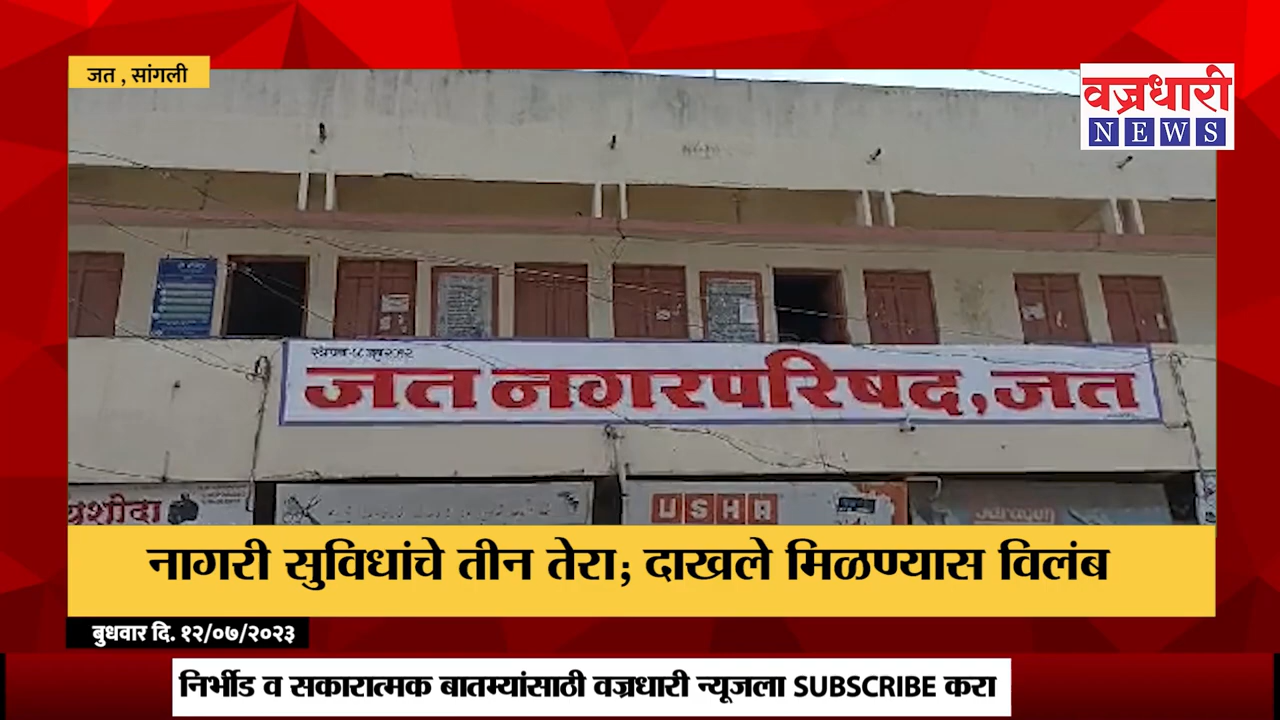 जत , सांगली
वज्रधारी
NEWS
जत नगरपरिषद, जत
यशोदा
USHA
नागरी सुविधांचे तीन तेरा; दाखले मिळण्यास विलंब
बुधवार दि. १२/०७/२०२३
निर्भीड व सकारात्मक बातम्यांसाठी वज्रधारी न्यूजला SUBSCRIBE करा